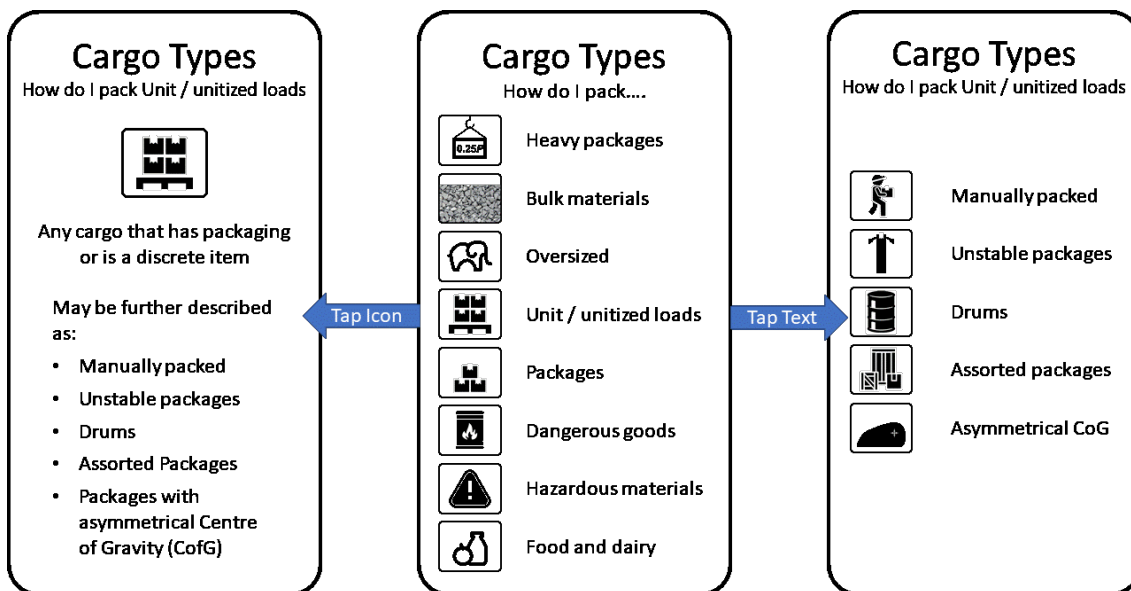 Cargo Types
How do I pack Unit / unitized loads
Any cargo that has packaging
or is a discrete item
May be further described
as:
• Manually packed
• Unstable packages
• Drums
• Assorted Packages
• Packages with
asymmetrical Centre
of Gravity (CofG)
Tap Icon
Cargo Types
How do I pack....
0.25P
Heavy packages
Bulk materials
Oversized
Unit / unitized loads
Packages
Dangerous goods
Hazardous materials
Food and dairy
Tap Text
Cargo Types
How do I pack Unit / unitized loads
Manually packed
Unstable packages
Drums
Assorted packages
Asymmetrical CoG